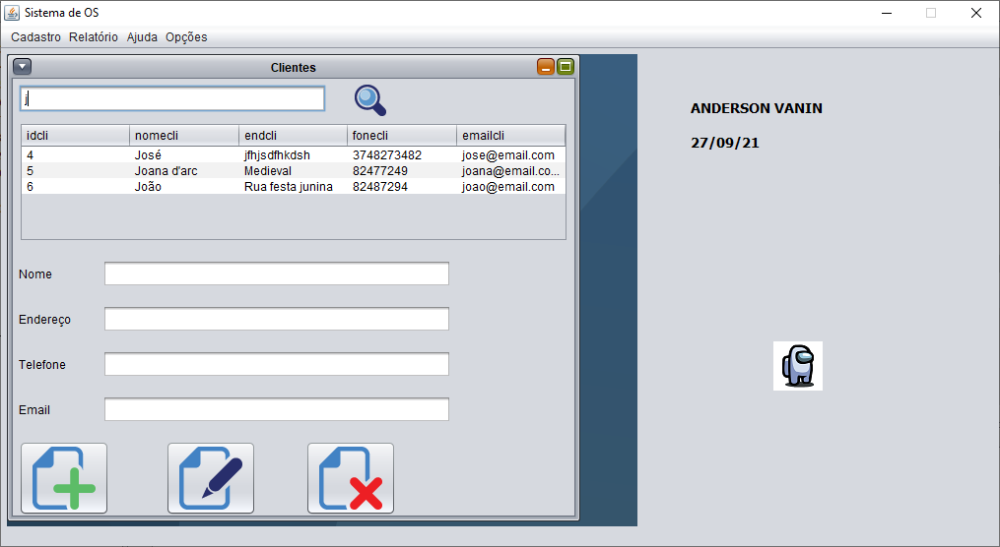 Sistema de OS
Cadastro Relatório Ajuda Opções
Clientes
j
idcli nomecli endcli fonecli emailcli
4 José jfhjsdfhkdsh 3748273482 jose@email.com
5 Joana d'arc Medieval 82477249 joana@email.co...
6 João Rua festa junina 82487294 joao@email.com
Nome
Endereço
Telefone
Email
ANDERSON VANIN
27/09/21